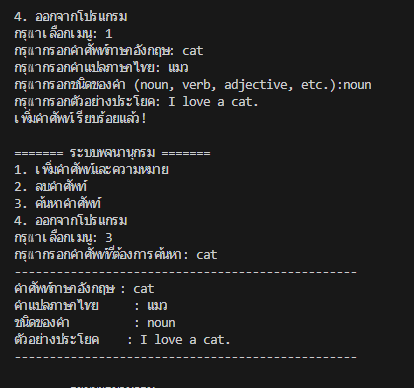 4. ออกจากโปรแกรม
กรุณาเลือกเมนู: 1
กรุณากรอกคำศัพท์ภาษาอังกฤษ: cat
กรุณากรอกคำแปลภาษาไทย: แมว
กรุณากรอกชนิดของคำ (noun, verb, adjective, etc.):noun
กรุณากรอกตัวอย่างประโยค: I love a cat.
เพิ่มคำศัพท์เรียบร้อยแล้ว!
======= ระบบพจนานุกรม =======
1. เพิ่มคำศัพท์และความหมาย
2. ลบคำศัพท์
3. ค้นหาคำศัพท์
4. ออกจากโปรแกรม
กรุณาเลือกเมนู: 3
กรุณากรอกคำศัพท์ที่ต้องการค้นหา: cat
-------------------------------------------------
คำศัพท์ภาษาอังกฤษ : cat
คำแปลภาษาไทย : แมว
ชนิดของคำ : noun
ตัวอย่างประโยค : I love a cat.
-------------------------------------------------